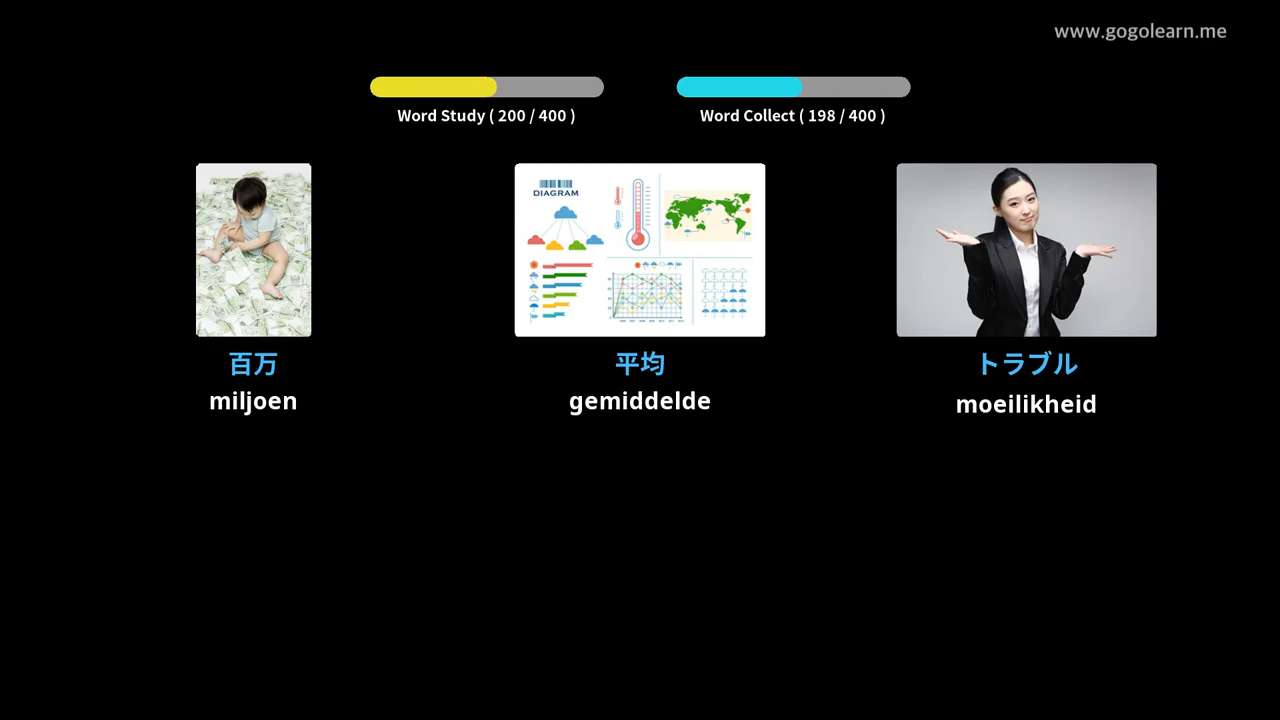 www.gogolearn.me
Word Study ( 200 / 400 )
Word Collect ( 198 / 400 )
DIAGRAM
百万
平均
トラブル
miljoen
gemiddelde
moeilikheid